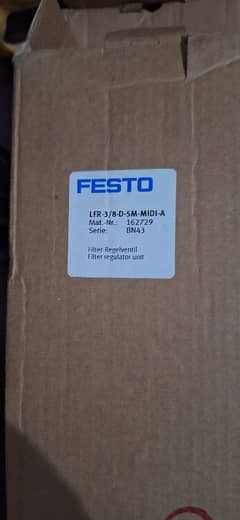 FESTO
LFR-3/8-D-5M-MIDI-A
Mat.-Nr.: 162729
Serie: BN43
Filter Regelventil
Filter regulator unit